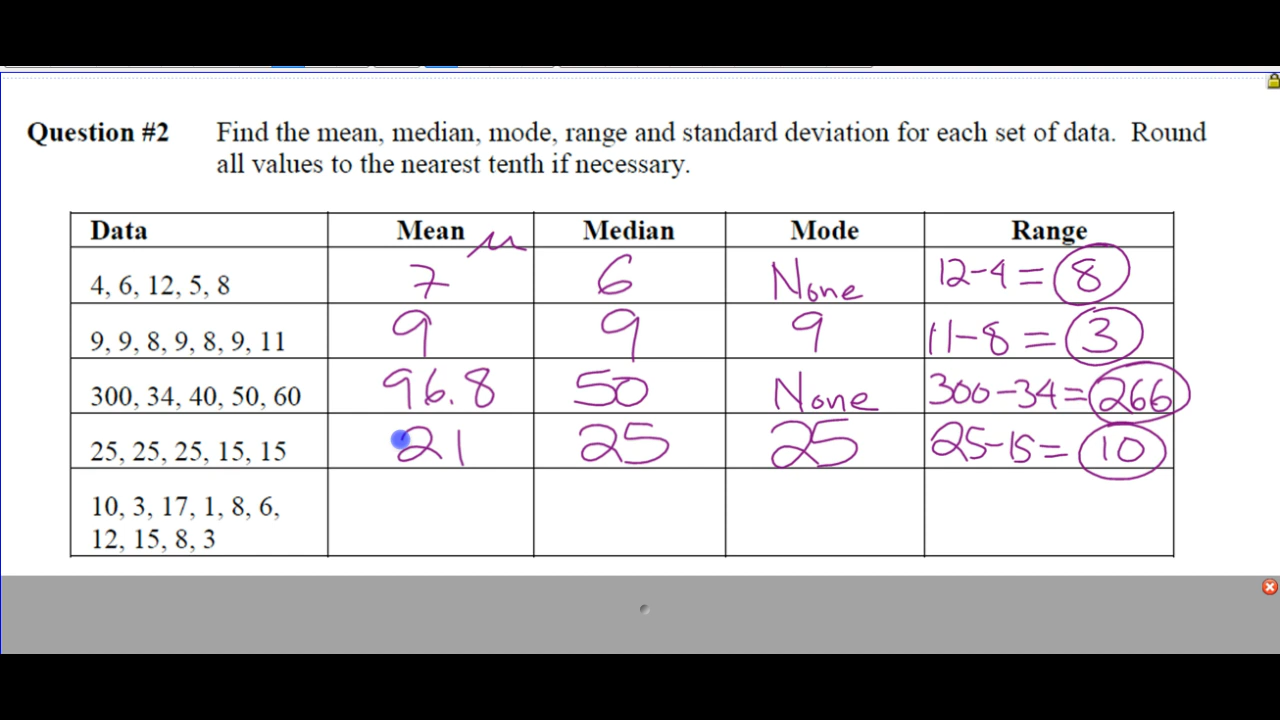 Question #2 Find the mean, median, mode, range and standard deviation for each set of data. Round
all values to the nearest tenth if necessary.
Data Mean μ Median Mode Range
4, 6, 12, 5, 8 7 6 None 12-4=8
9, 9, 8, 9, 8, 9, 11 9 9 9 11-8=3
300, 34, 40, 50, 60 96.8 50 None 300-34=266
25, 25, 25, 15, 15 21 25 25 25-15=10
10, 3, 17, 1, 8, 6,
12, 15, 8, 3